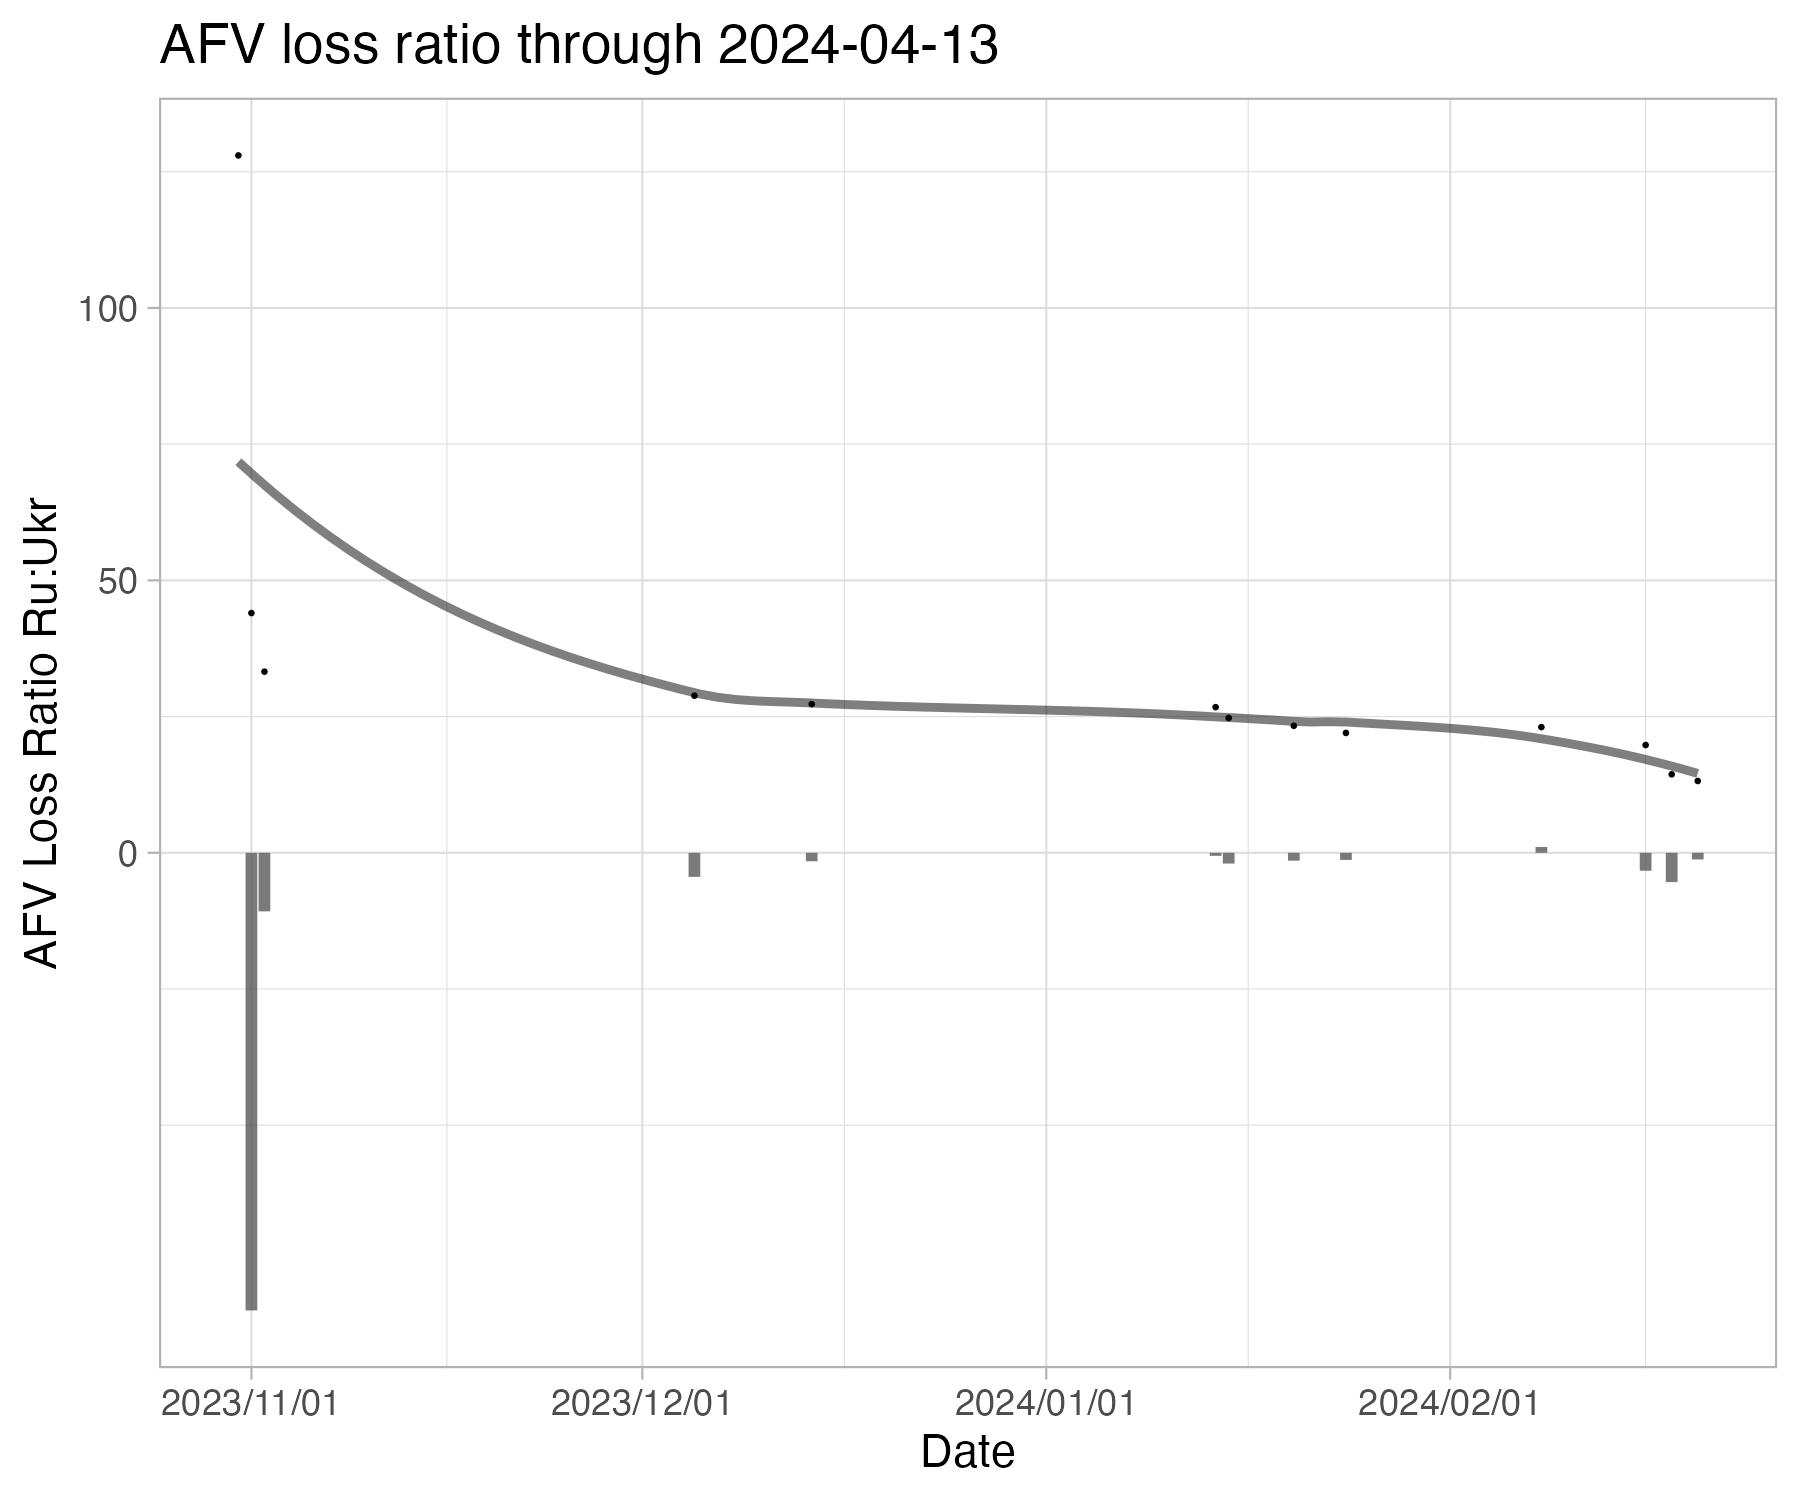 AFV loss ratio through 2024-04-13
AFV Loss Ratio Ru:Ukr
100
50
0
2023/11/01
2023/12/01
2024/01/01
2024/02/01
Date